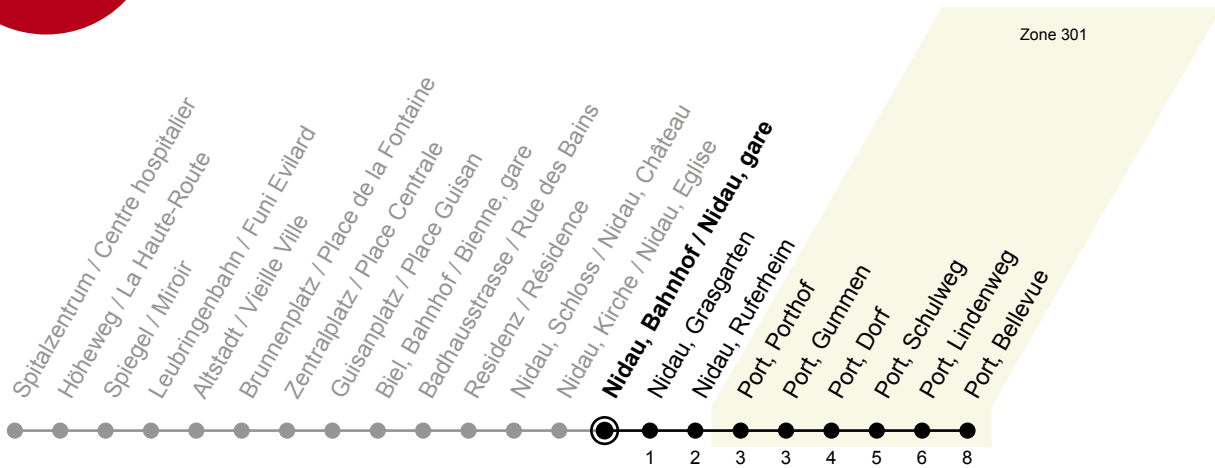 Zone 301
Spitalzentrum / Centre hospitalier
Höheweg / La Haute-Route
Spiegel / Miroir
Leubringenbahn / Funi Evilard
Altstadt / Vieille Ville
Brunnenplatz / Place de la Fontaine
Zentralplatz / Place Centrale
Guisanplatz / Place Guisan
Biel, Bahnhof / Bienne, gare
Badhausstrasse / Rue des Bains
Residenz / Résidence
Nidau, Schloss / Nidau, Château
Nidau, Kirche / Nidau, Eglise
Nidau, Bahnhof / Nidau, gare
Nidau, Grasgarten
Nidau, Ruferheim
Port, Porthof
Port, Gummen
Port, Dorf
Port, Schulweg
Port, Lindenweg
Port, Bellevue
1 2 3 3 4 5 6 8